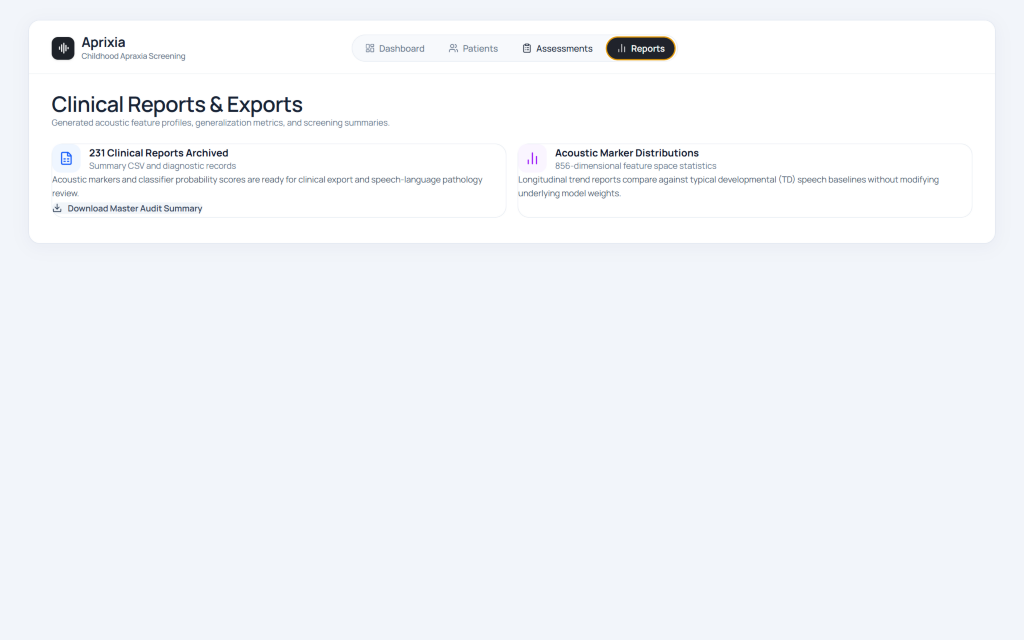 Aprixia
Childhood Apraxia Screening
Dashboard
Patients
Assessments
Reports
Clinical Reports & Exports
Generated acoustic feature profiles, generalization metrics, and screening summaries.
231 Clinical Reports Archived
Summary CSV and diagnostic records
Acoustic markers and classifier probability scores are ready for clinical export and speech-language pathology
review.
Download Master Audit Summary
Acoustic Marker Distributions
856-dimensional feature space statistics
Longitudinal trend reports compare against typical developmental (TD) speech baselines without modifying
underlying model weights.